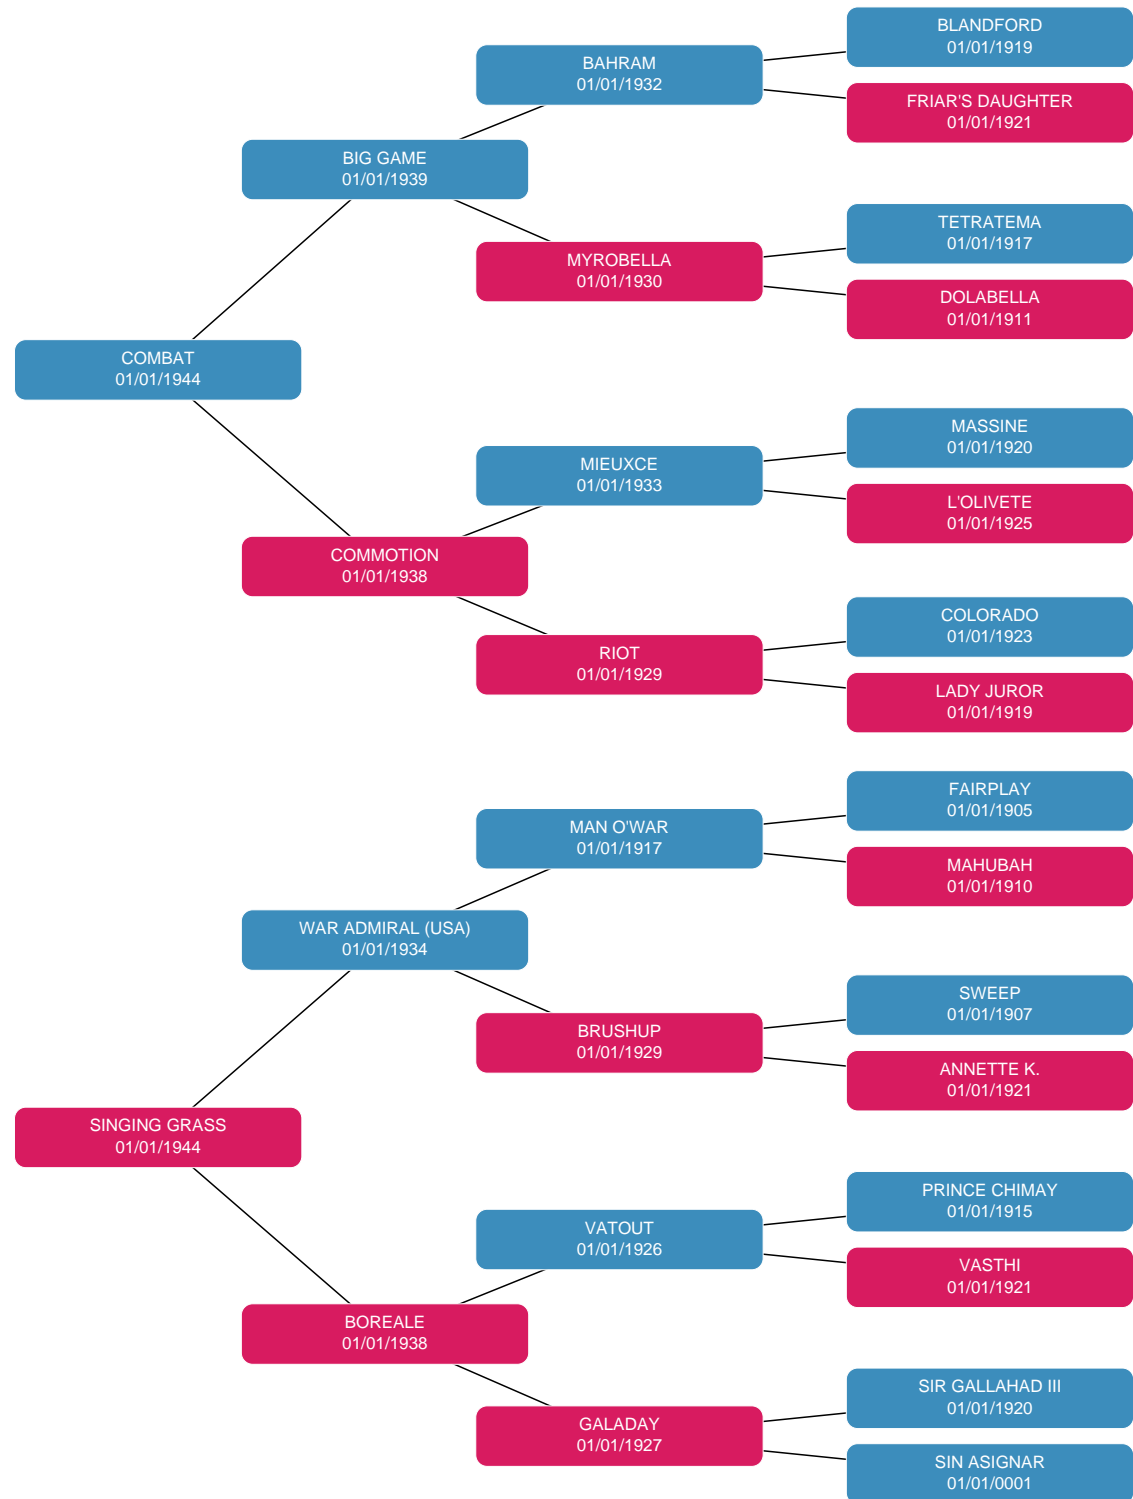 BLANDFORD
01/01/1919
BAHRAM
01/01/1932
FRIAR'S DAUGHTER
01/01/1921
BIG GAME
01/01/1939
TETRATEMA
01/01/1917
MYROBELLA
01/01/1930
DOLABELLA
01/01/1911
COMBAT
01/01/1944
MASSINE
01/01/1920
MIEUXCE
01/01/1933
L'OLIVETE
01/01/1925
COMMOTION
01/01/1938
COLORADO
01/01/1923
RIOT
01/01/1929
LADY JUROR
01/01/1919
FAIRPLAY
01/01/1905
MAN O'WAR
01/01/1917
MAHUBAH
01/01/1910
WAR ADMIRAL (USA)
01/01/1934
SWEEP
01/01/1907
BRUSHUP
01/01/1929
ANNETTE K.
01/01/1921
SINGING GRASS
01/01/1944
PRINCE CHIMAY
01/01/1915
VATOUT
01/01/1926
VASTHI
01/01/1921
BOREALE
01/01/1938
SIR GALLAHAD III
01/01/1920
GALADAY
01/01/1927
SIN ASIGNAR
01/01/0001